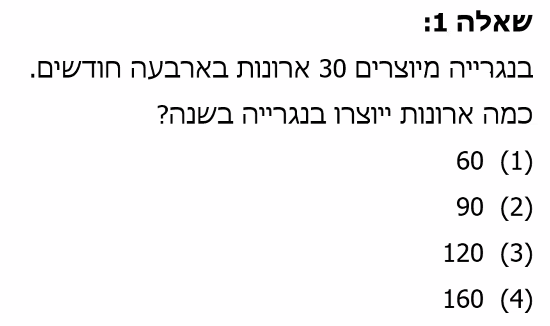 שאלה 1:
בנגרייה מיוצרים 30 ארונות בארבעה חודשים.
כמה ארונות ייוצרו בנגרייה בשנה?
(1) 60
(2) 90
(3) 120
(4) 160